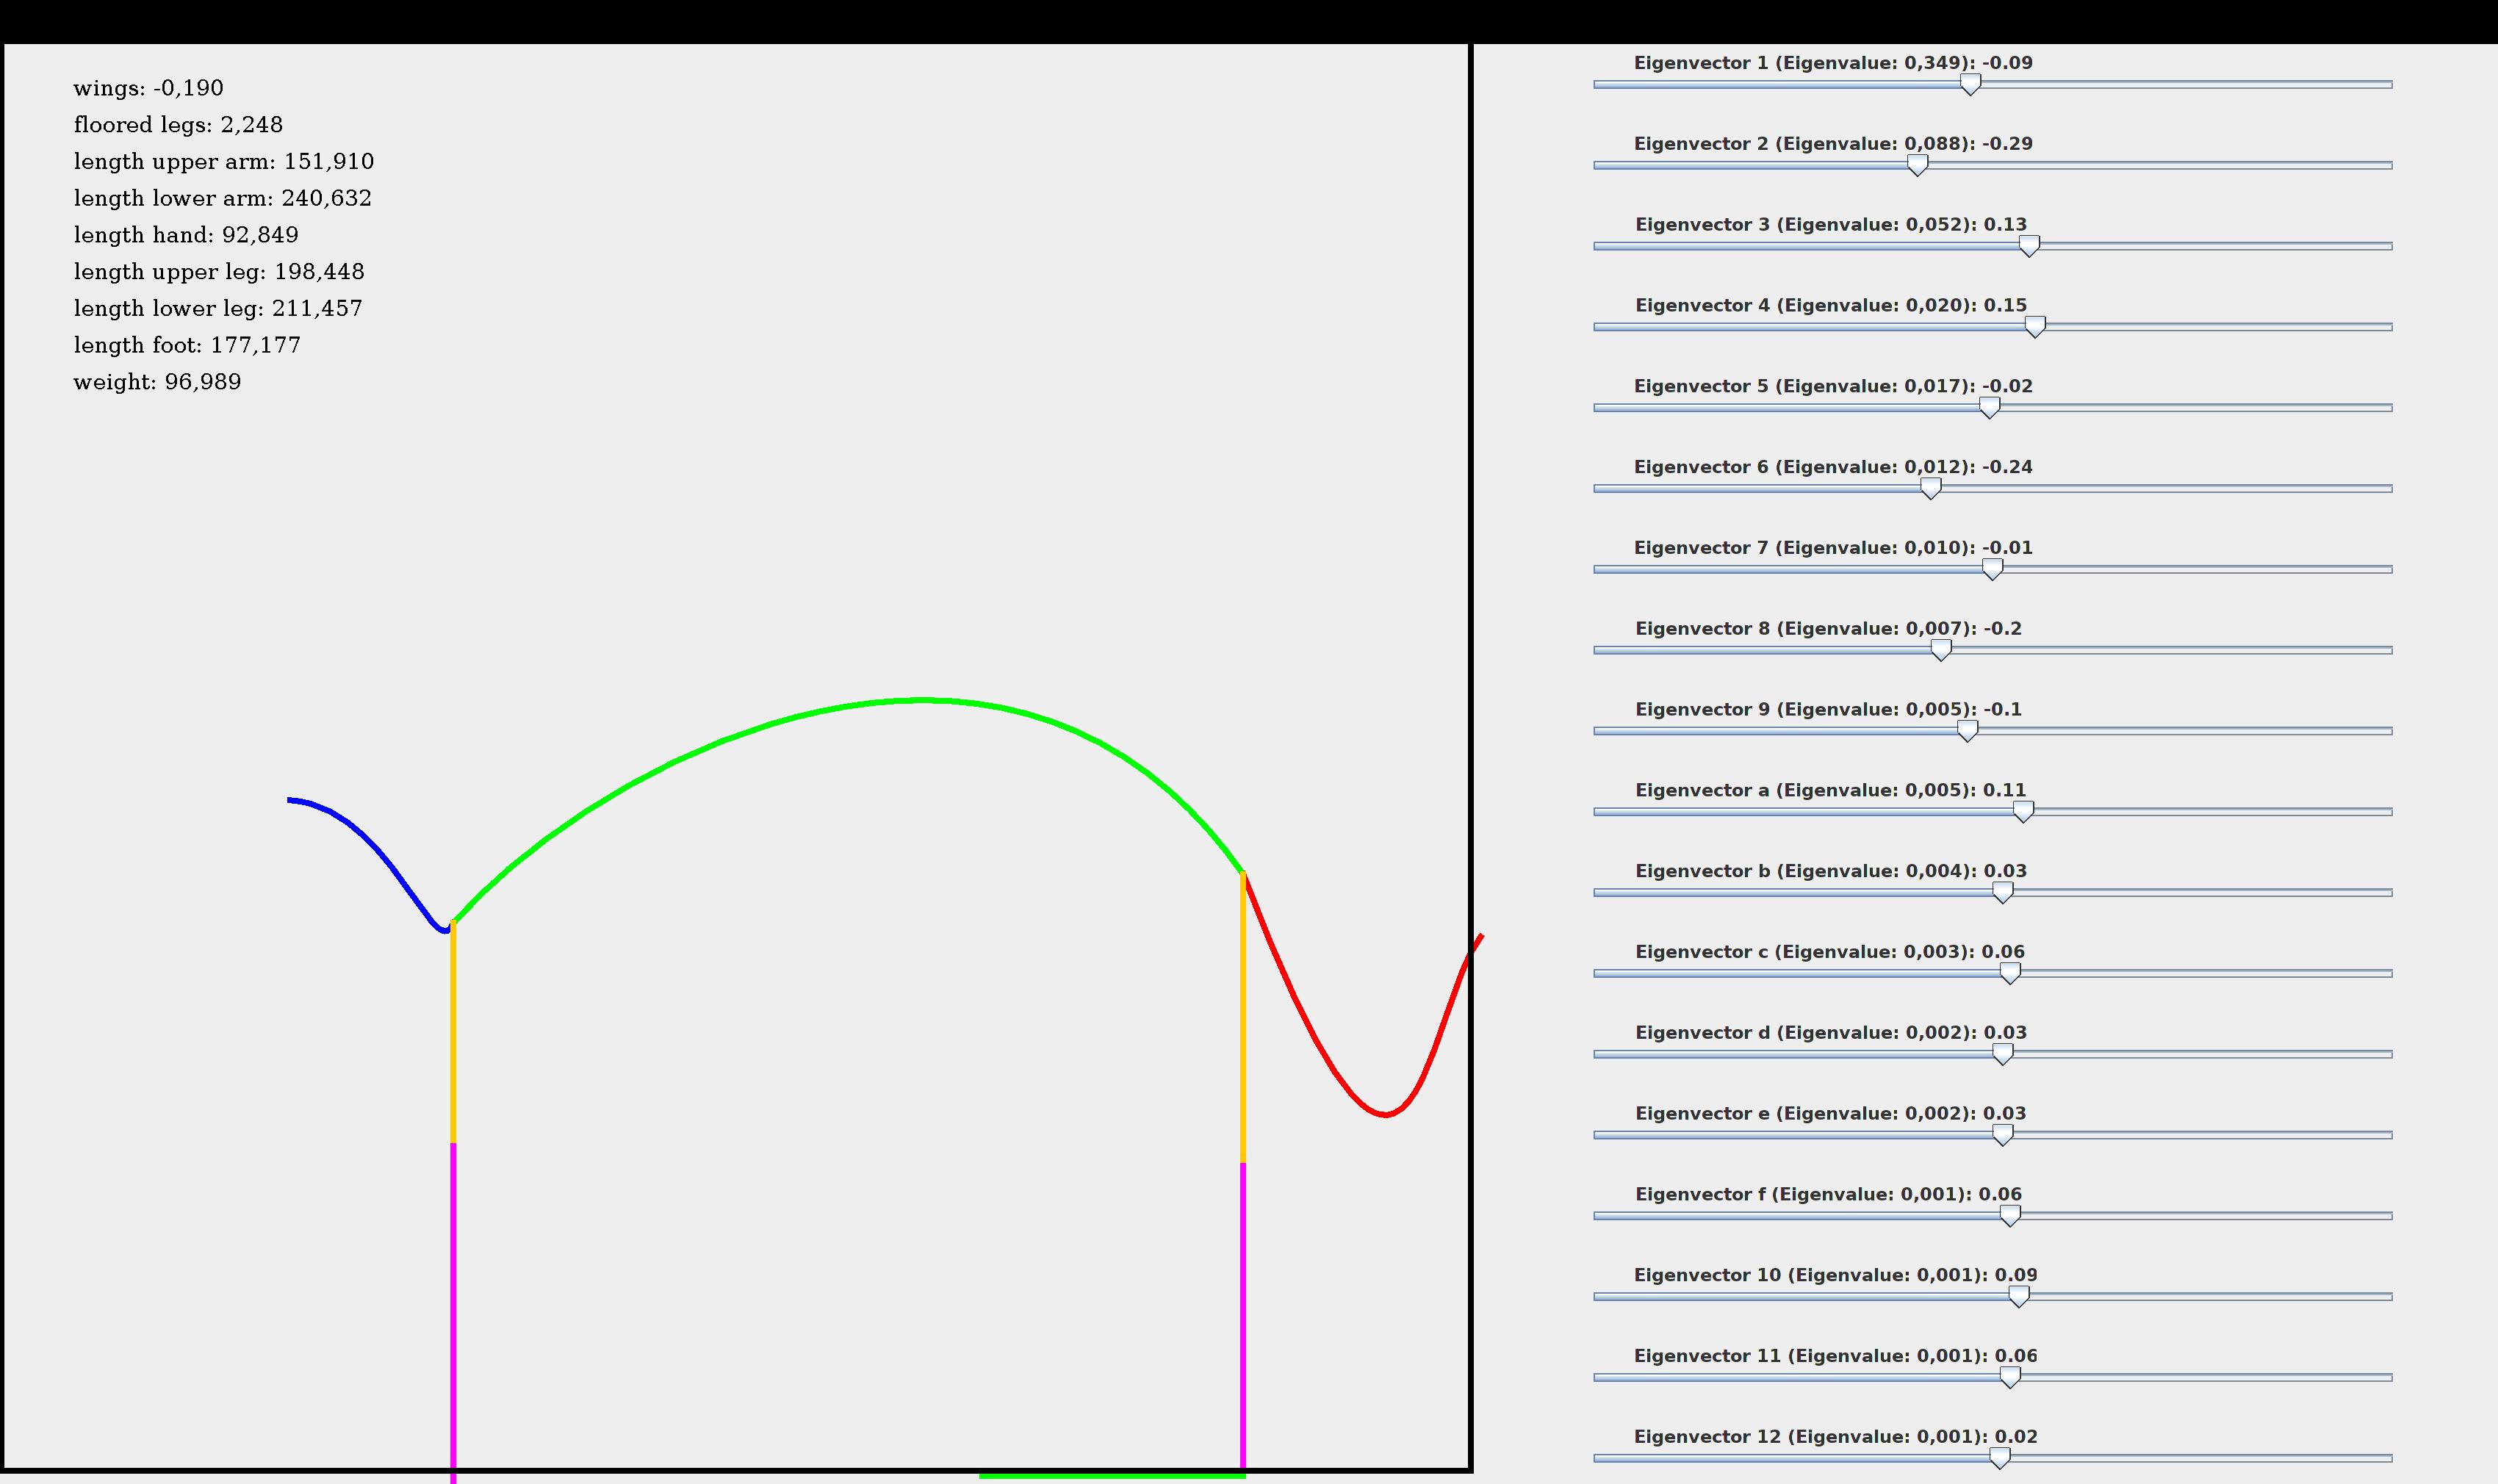 wings: -0,190
floored legs: 2,248
length upper arm: 151,910
length lower arm: 240,632
length hand: 92,849
length upper leg: 198,448
length lower leg: 211,457
length foot: 177,177
weight: 96,989
Eigenvector 1 (Eigenvalue: 0,349): -0.09
Eigenvector 2 (Eigenvalue: 0,088): -0.29
Eigenvector 3 (Eigenvalue: 0,052): 0.13
Eigenvector 4 (Eigenvalue: 0,020): 0.15
Eigenvector 5 (Eigenvalue: 0,017): -0.02
Eigenvector 6 (Eigenvalue: 0,012): -0.24
Eigenvector 7 (Eigenvalue: 0,010): -0.01
Eigenvector 8 (Eigenvalue: 0,007): -0.2
Eigenvector 9 (Eigenvalue: 0,005): -0.1
Eigenvector a (Eigenvalue: 0,005): 0.11
Eigenvector b (Eigenvalue: 0,004): 0.03
Eigenvector c (Eigenvalue: 0,003): 0.06
Eigenvector d (Eigenvalue: 0,002): 0.03
Eigenvector e (Eigenvalue: 0,002): 0.03
Eigenvector f (Eigenvalue: 0,001): 0.06
Eigenvector 10 (Eigenvalue: 0,001): 0.09
Eigenvector 11 (Eigenvalue: 0,001): 0.06
Eigenvector 12 (Eigenvalue: 0,001): 0.02